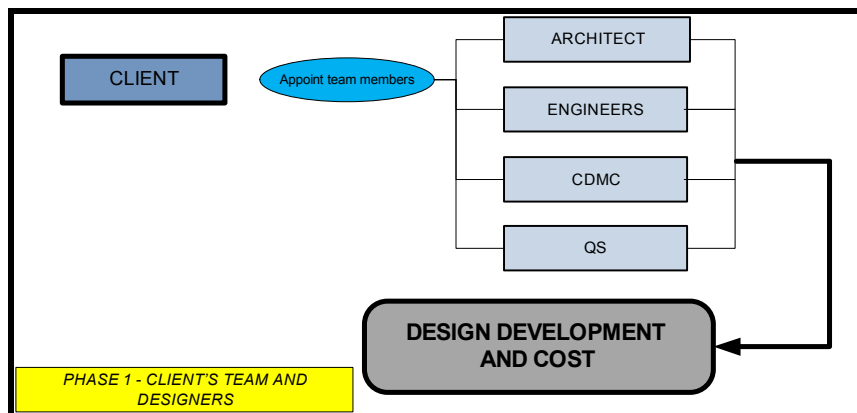 ARCHITECT
CLIENT
Appoint team members
ENGINEERS
CDMC
QS
DESIGN DEVELOPMENT
AND COST
PHASE 1 - CLIENT'S TEAM AND
DESIGNERS